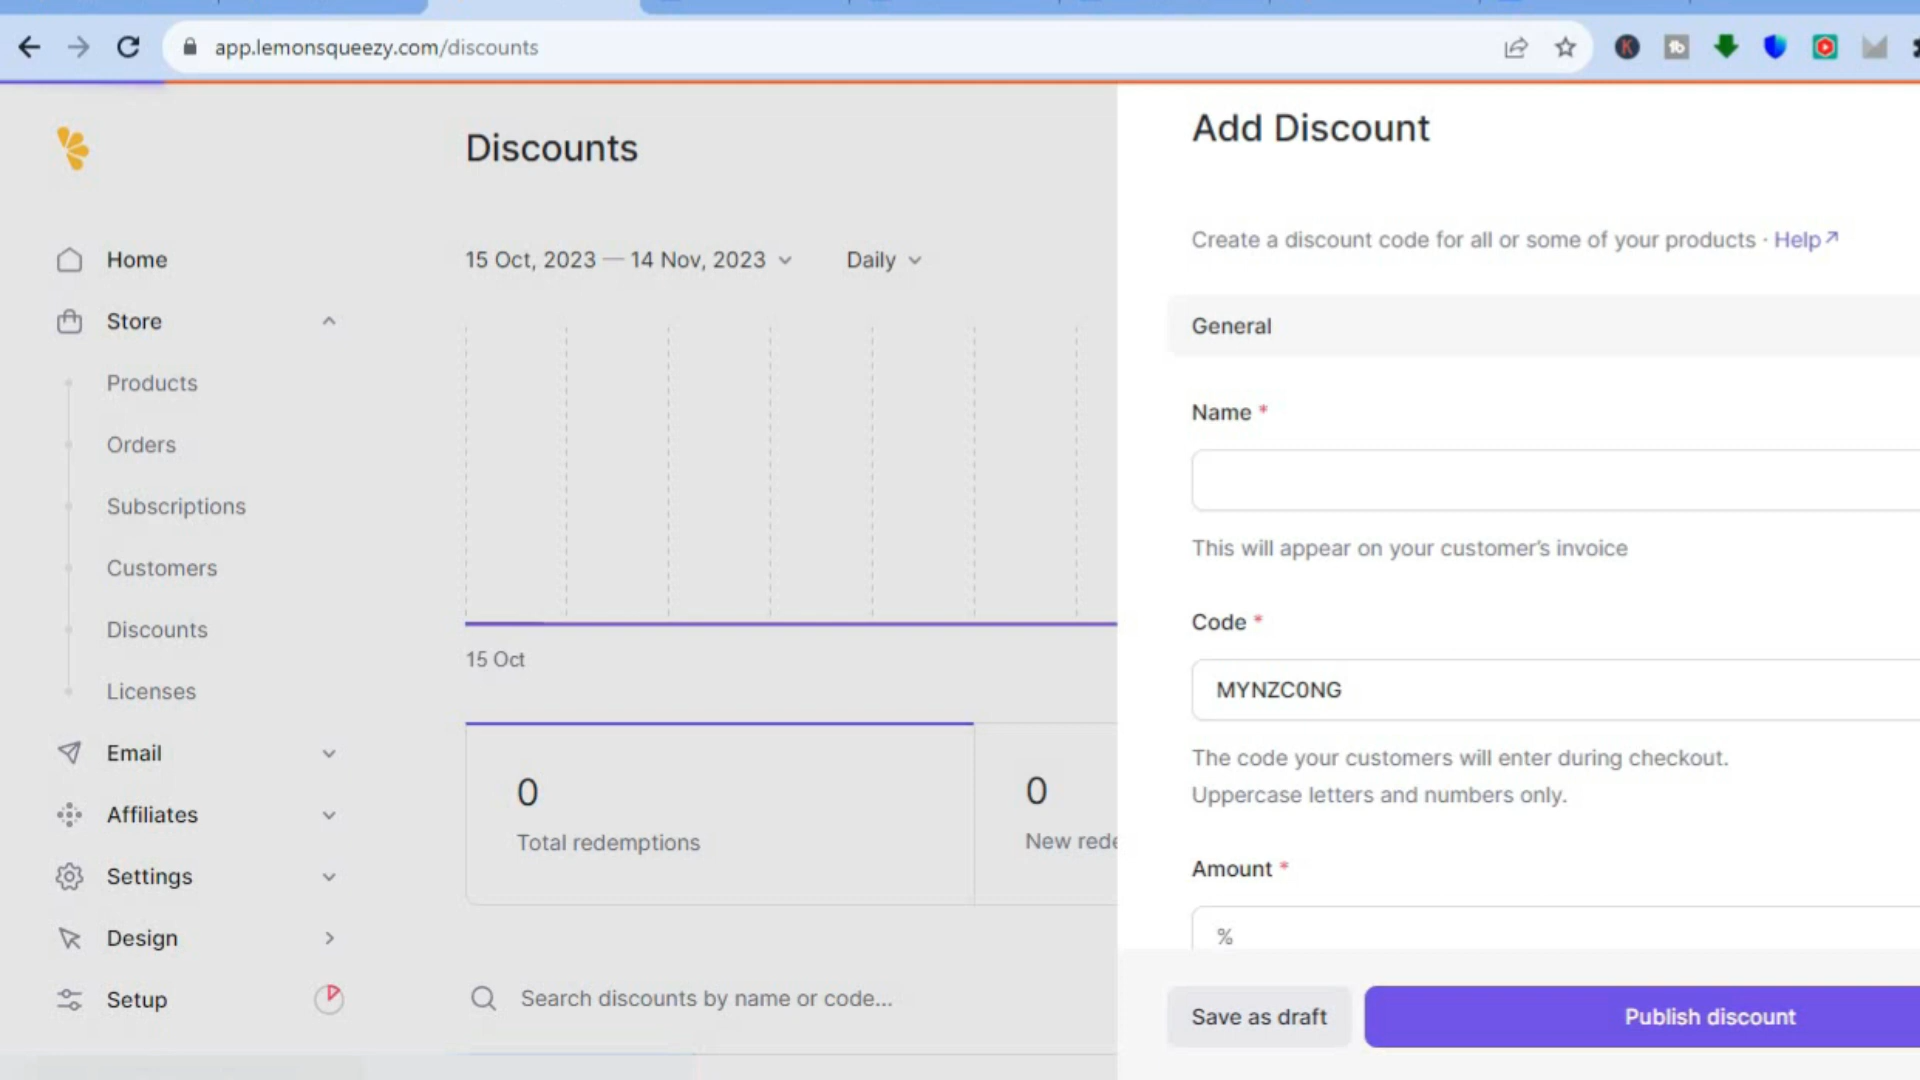 app.lemonsqueezy.com/discounts
Discounts
Add Discount
Create a discount code for all or some of your products · Help↗
Home
15 Oct, 2023 — 14 Nov, 2023
Daily
Store
General
Products
Name *
Orders
Subscriptions
This will appear on your customer’s invoice
Customers
Code *
Discounts
15 Oct
MYNZC0NG
Licenses
Email
The code your customers will enter during checkout.
Uppercase letters and numbers only.
0
Total redemptions
0
New rede
Affiliates
Amount *
Settings
%
Design
Setup
Search discounts by name or code...
Save as draft
Publish discount